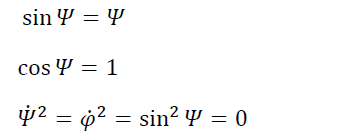 sin Ψ = Ψ
cos Ψ = 1
Ψ̇² = φ̇² = sin² Ψ = 0